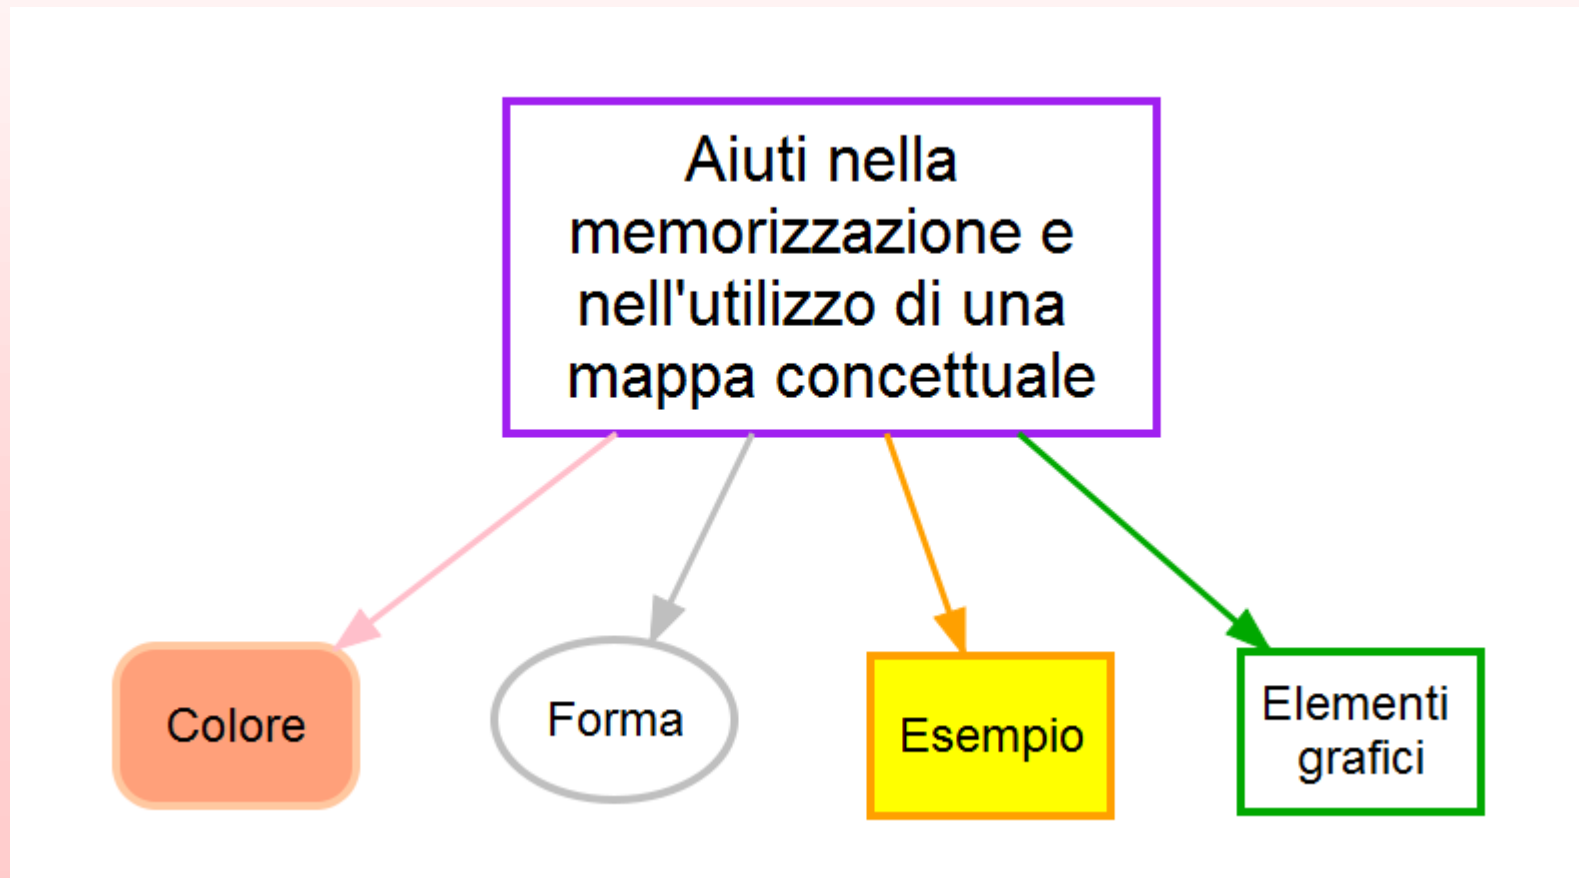 Aiuti nella
memorizzazione e
nell'utilizzo di una
mappa concettuale
Colore
Forma
Esempio
Elementi
grafici